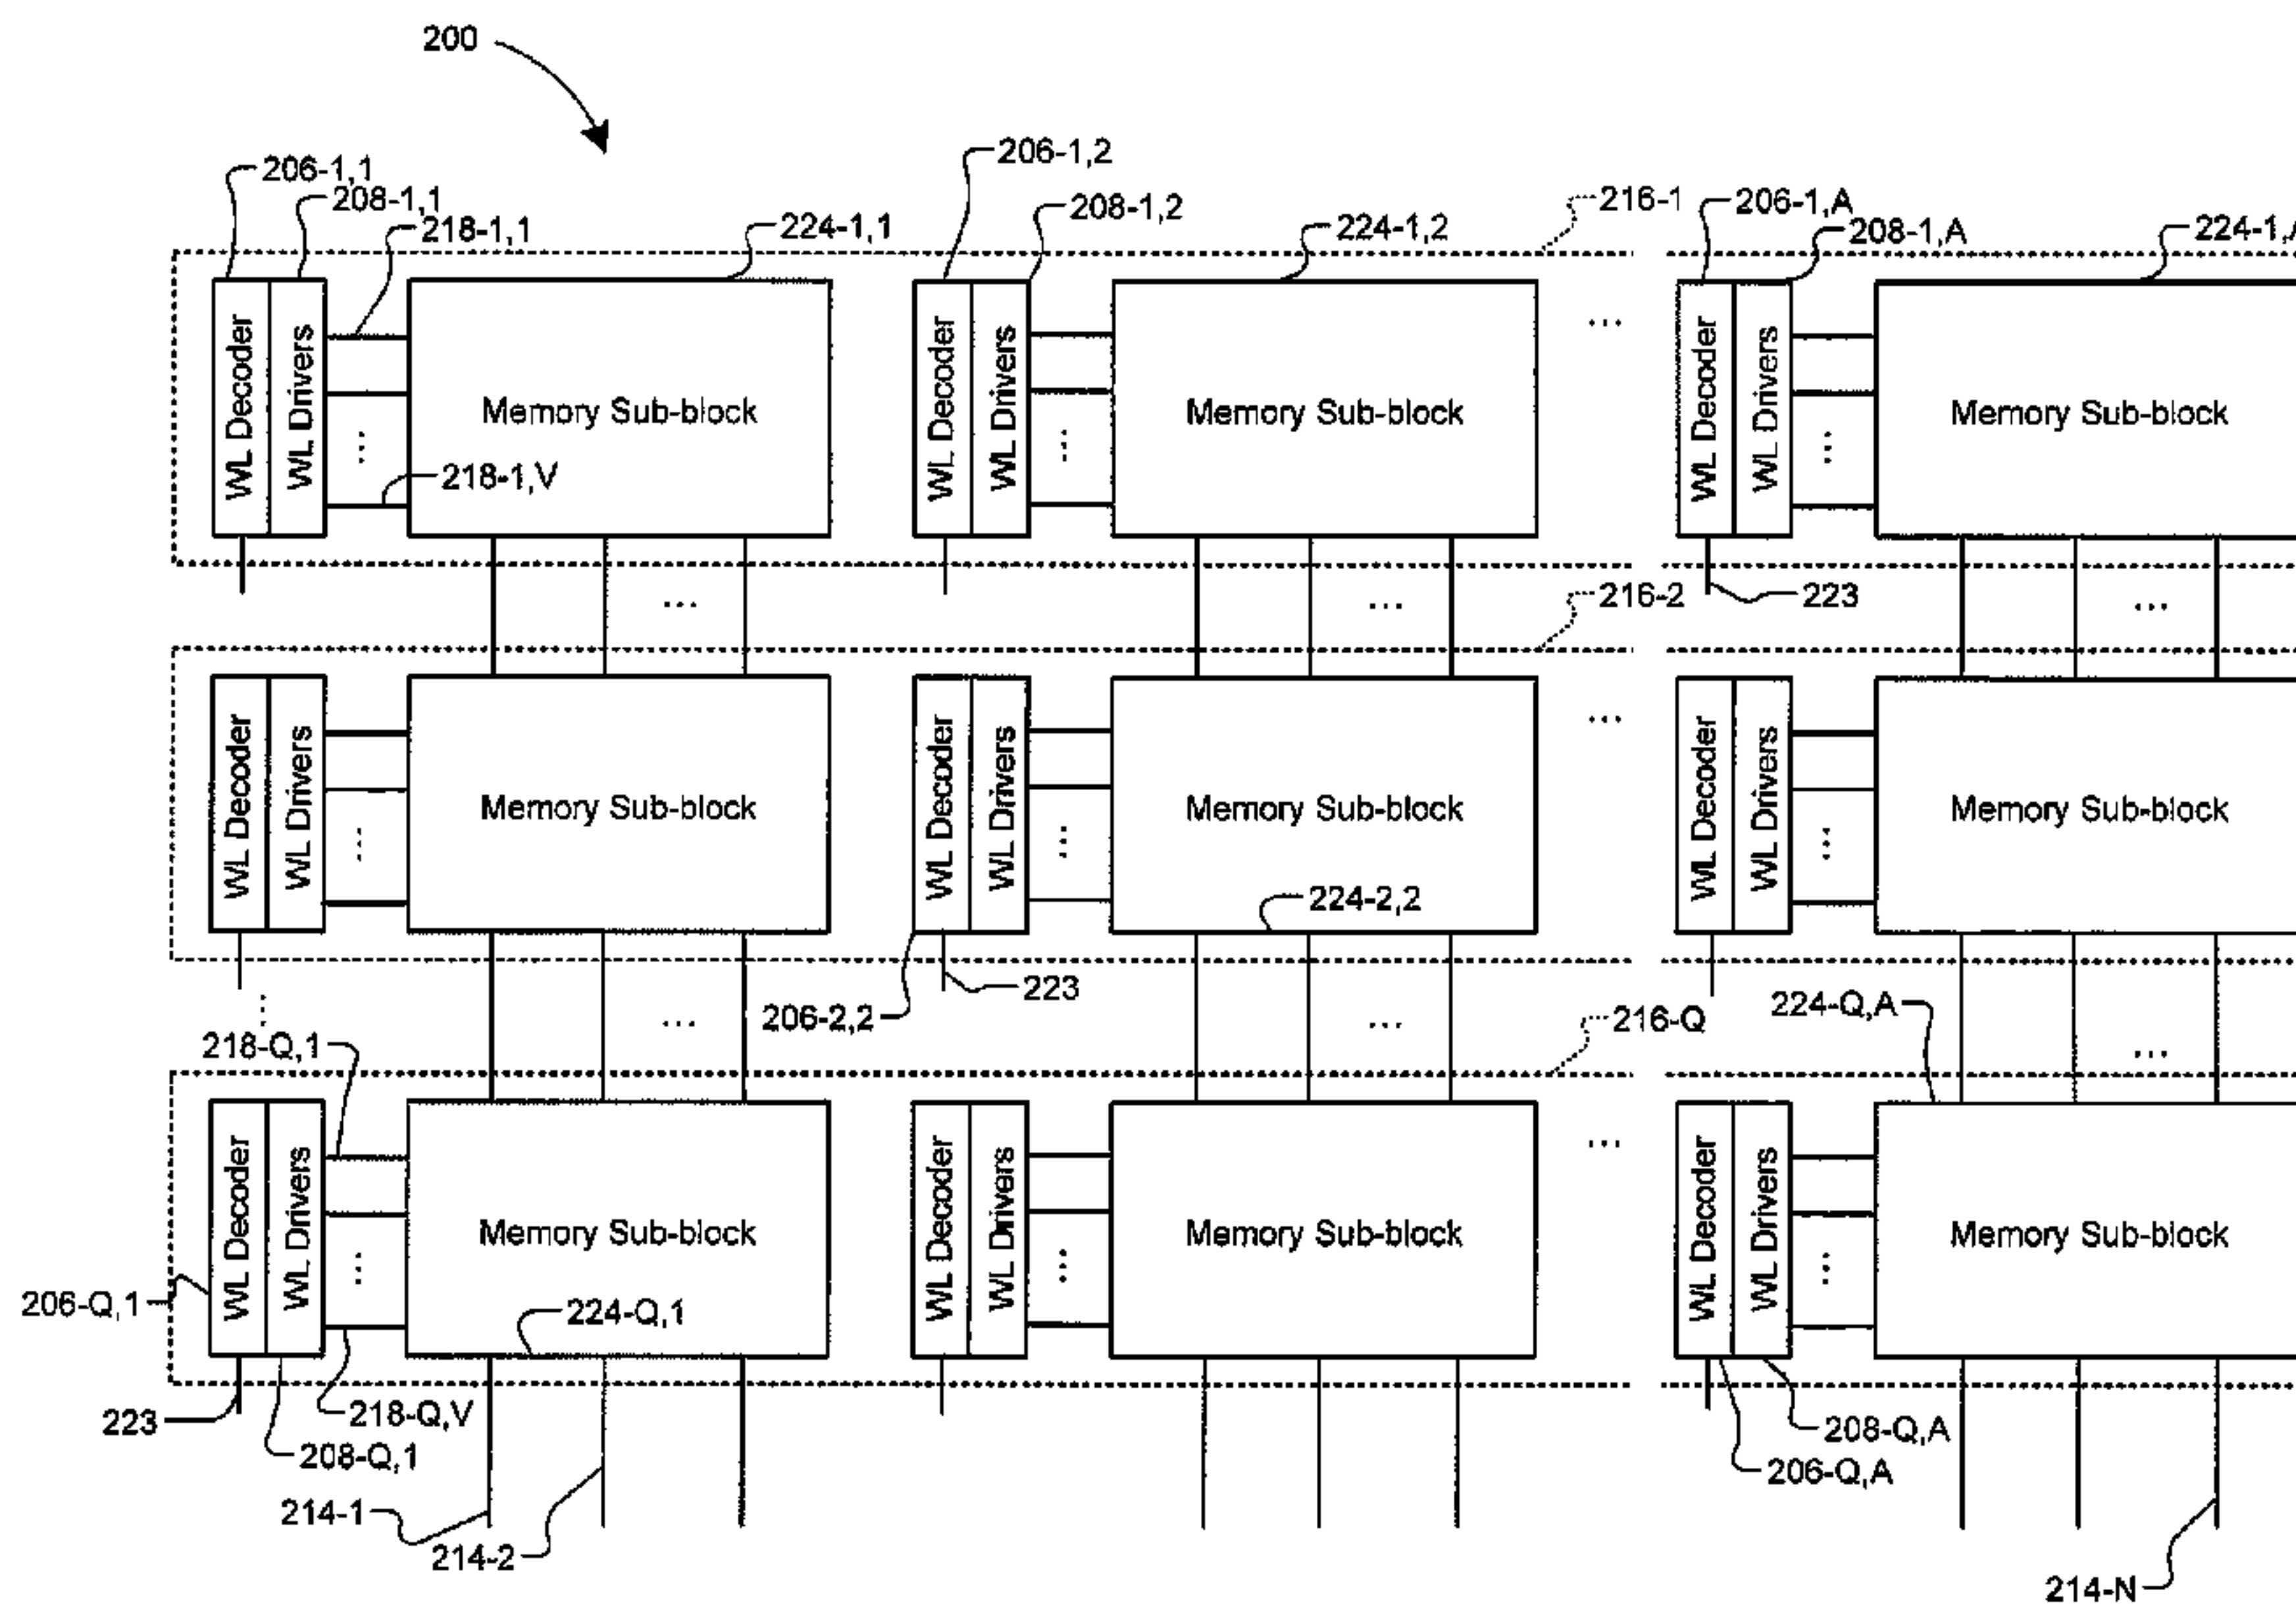 200
206-1,1
208-1,1
218-1,1
224-1,1
206-1,2
208-1,2
224-1,2
216-1
206-1,A
208-1,A
224-1,A
WL Decoder
WL Drivers
Memory Sub-block
...
218-1,V
WL Decoder
WL Drivers
Memory Sub-block
...
...
WL Decoder
WL Drivers
Memory Sub-block
...
...
...
216-2
223
...
WL Decoder
WL Drivers
Memory Sub-block
...
WL Decoder
WL Drivers
Memory Sub-block
...
224-2,2
...
WL Decoder
WL Drivers
Memory Sub-block
...
...
218-Q,1
...
206-2,2
223
...
216-Q
224-Q,A
...
WL Decoder
WL Drivers
Memory Sub-block
...
206-Q,1
224-Q,1
WL Decoder
WL Drivers
Memory Sub-block
...
...
WL Decoder
WL Drivers
Memory Sub-block
...
223
218-Q,V
208-Q,1
214-1
214-2
208-Q,A
206-Q,A
214-N